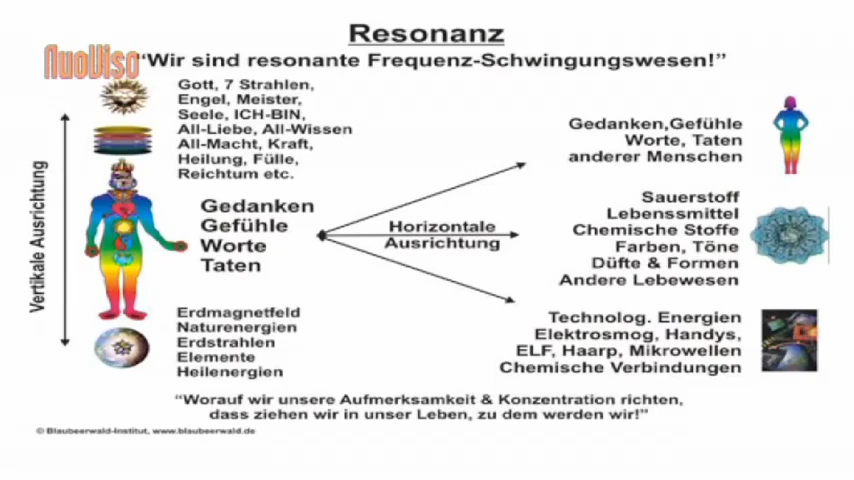 Resonanz
NuoViso
"Wir sind resonante Frequenz-Schwingungswesen!"
Gott, 7 Strahlen,
Engel, Meister,
Seele, ICH-BIN,
All-Liebe, All-Wissen
All-Macht, Kraft,
Heilung, Fülle,
Reichtum etc.
Vertikale Ausrichtung
Gedanken
Gefühle
Worte
Taten
Erdmagnetfeld
Naturenergien
Erdstrahlen
Elemente
Heilenergien
Horizontale
Ausrichtung
Gedanken,Gefühle
Worte, Taten
anderer Menschen
Sauerstoff
Lebenssmittel
Chemische Stoffe
Farben, Töne
Düfte & Formen
Andere Lebewesen
Technolog. Energien
Elektrosmog, Handys,
ELF, Haarp, Mikrowellen
Chemische Verbindungen
"Worauf wir unsere Aufmerksamkeit & Konzentration richten,
dass ziehen wir in unser Leben, zu dem werden wir!"
© Blaubeerwald-Institut, www.blaubeerwald.de